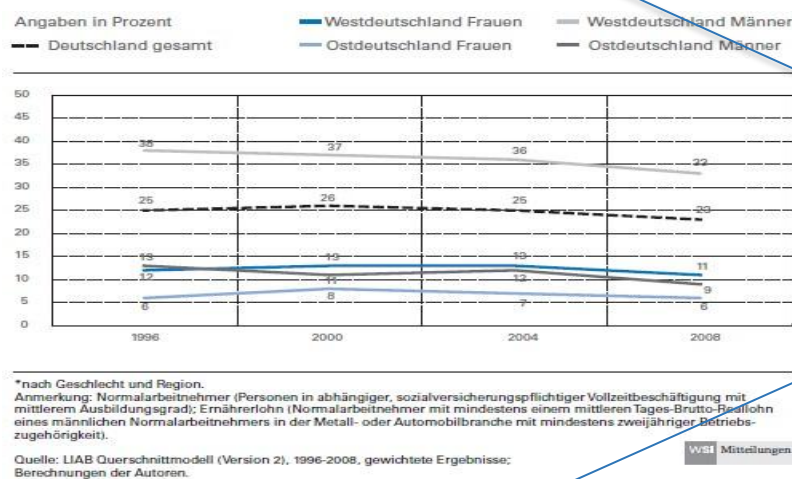 Angaben in Prozent
Westdeutschland Frauen
Westdeutschland Männer
Deutschland gesamt
Ostdeutschland Frauen
Ostdeutschland Männer
50
45
40
38
37
36
35
33
30
25
26
25
25
23
20
15
13
13
13
11
12
11
12
9
10
6
8
7
6
5
0
1996
2000
2004
2008
*nach Geschlecht und Region.
Anmerkung: Normalarbeitnehmer (Personen in abhängiger, sozialversicherungspflichtiger Vollzeitbeschäftigung mit
mittlerem Ausbildungsgrad); Ernährerlohn (Normalarbeitnehmer mit mindestens einem mittleren Tages-Brutto-Reallohn
eines männlichen Normalarbeitnehmers in der Metall- oder Automobilbranche mit mindestens zweijähriger Betriebs-
zugehörigkeit).
Quelle: LIAB Querschnittmodell (Version 2), 1996-2008, gewichtete Ergebnisse;
Berechnungen der Autoren.
WSI Mitteilungen